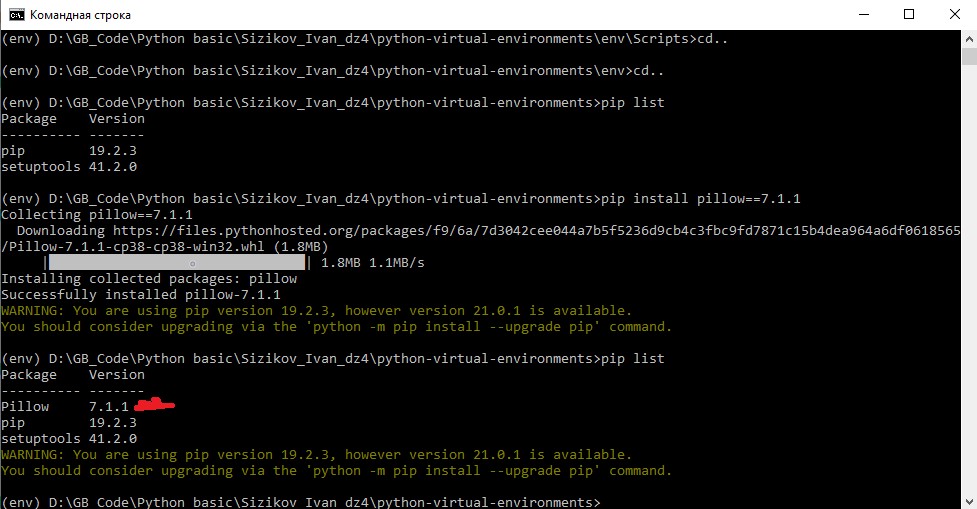 Командная строка
(env) D:\GB_Code\Python basic\Sizikov_Ivan_dz4\python-virtual-environments\env\Scripts>cd..
(env) D:\GB_Code\Python basic\Sizikov_Ivan_dz4\python-virtual-environments\env>cd..
(env) D:\GB_Code\Python basic\Sizikov_Ivan_dz4\python-virtual-environments>pip list
Package    Version
---------- -------
pip        19.2.3
setuptools 41.2.0
(env) D:\GB_Code\Python basic\Sizikov_Ivan_dz4\python-virtual-environments>pip install pillow==7.1.1
Collecting pillow==7.1.1
  Downloading https://files.pythonhosted.org/packages/f9/6a/7d3042cee044a7b5f5236d9cb4c3fbc9fd7871c15b4dea964a6df0618565
/Pillow-7.1.1-cp38-cp38-win32.whl (1.8MB)
     |████████████████████████████████| 1.8MB 1.1MB/s
Installing collected packages: pillow
Successfully installed pillow-7.1.1
WARNING: You are using pip version 19.2.3, however version 21.0.1 is available.
You should consider upgrading via the 'python -m pip install --upgrade pip' command.
(env) D:\GB_Code\Python basic\Sizikov_Ivan_dz4\python-virtual-environments>pip list
Package    Version
---------- -------
Pillow     7.1.1
pip        19.2.3
setuptools 41.2.0
WARNING: You are using pip version 19.2.3, however version 21.0.1 is available.
You should consider upgrading via the 'python -m pip install --upgrade pip' command.
(env) D:\GB_Code\Python basic\Sizikov_Ivan_dz4\python-virtual-environments>